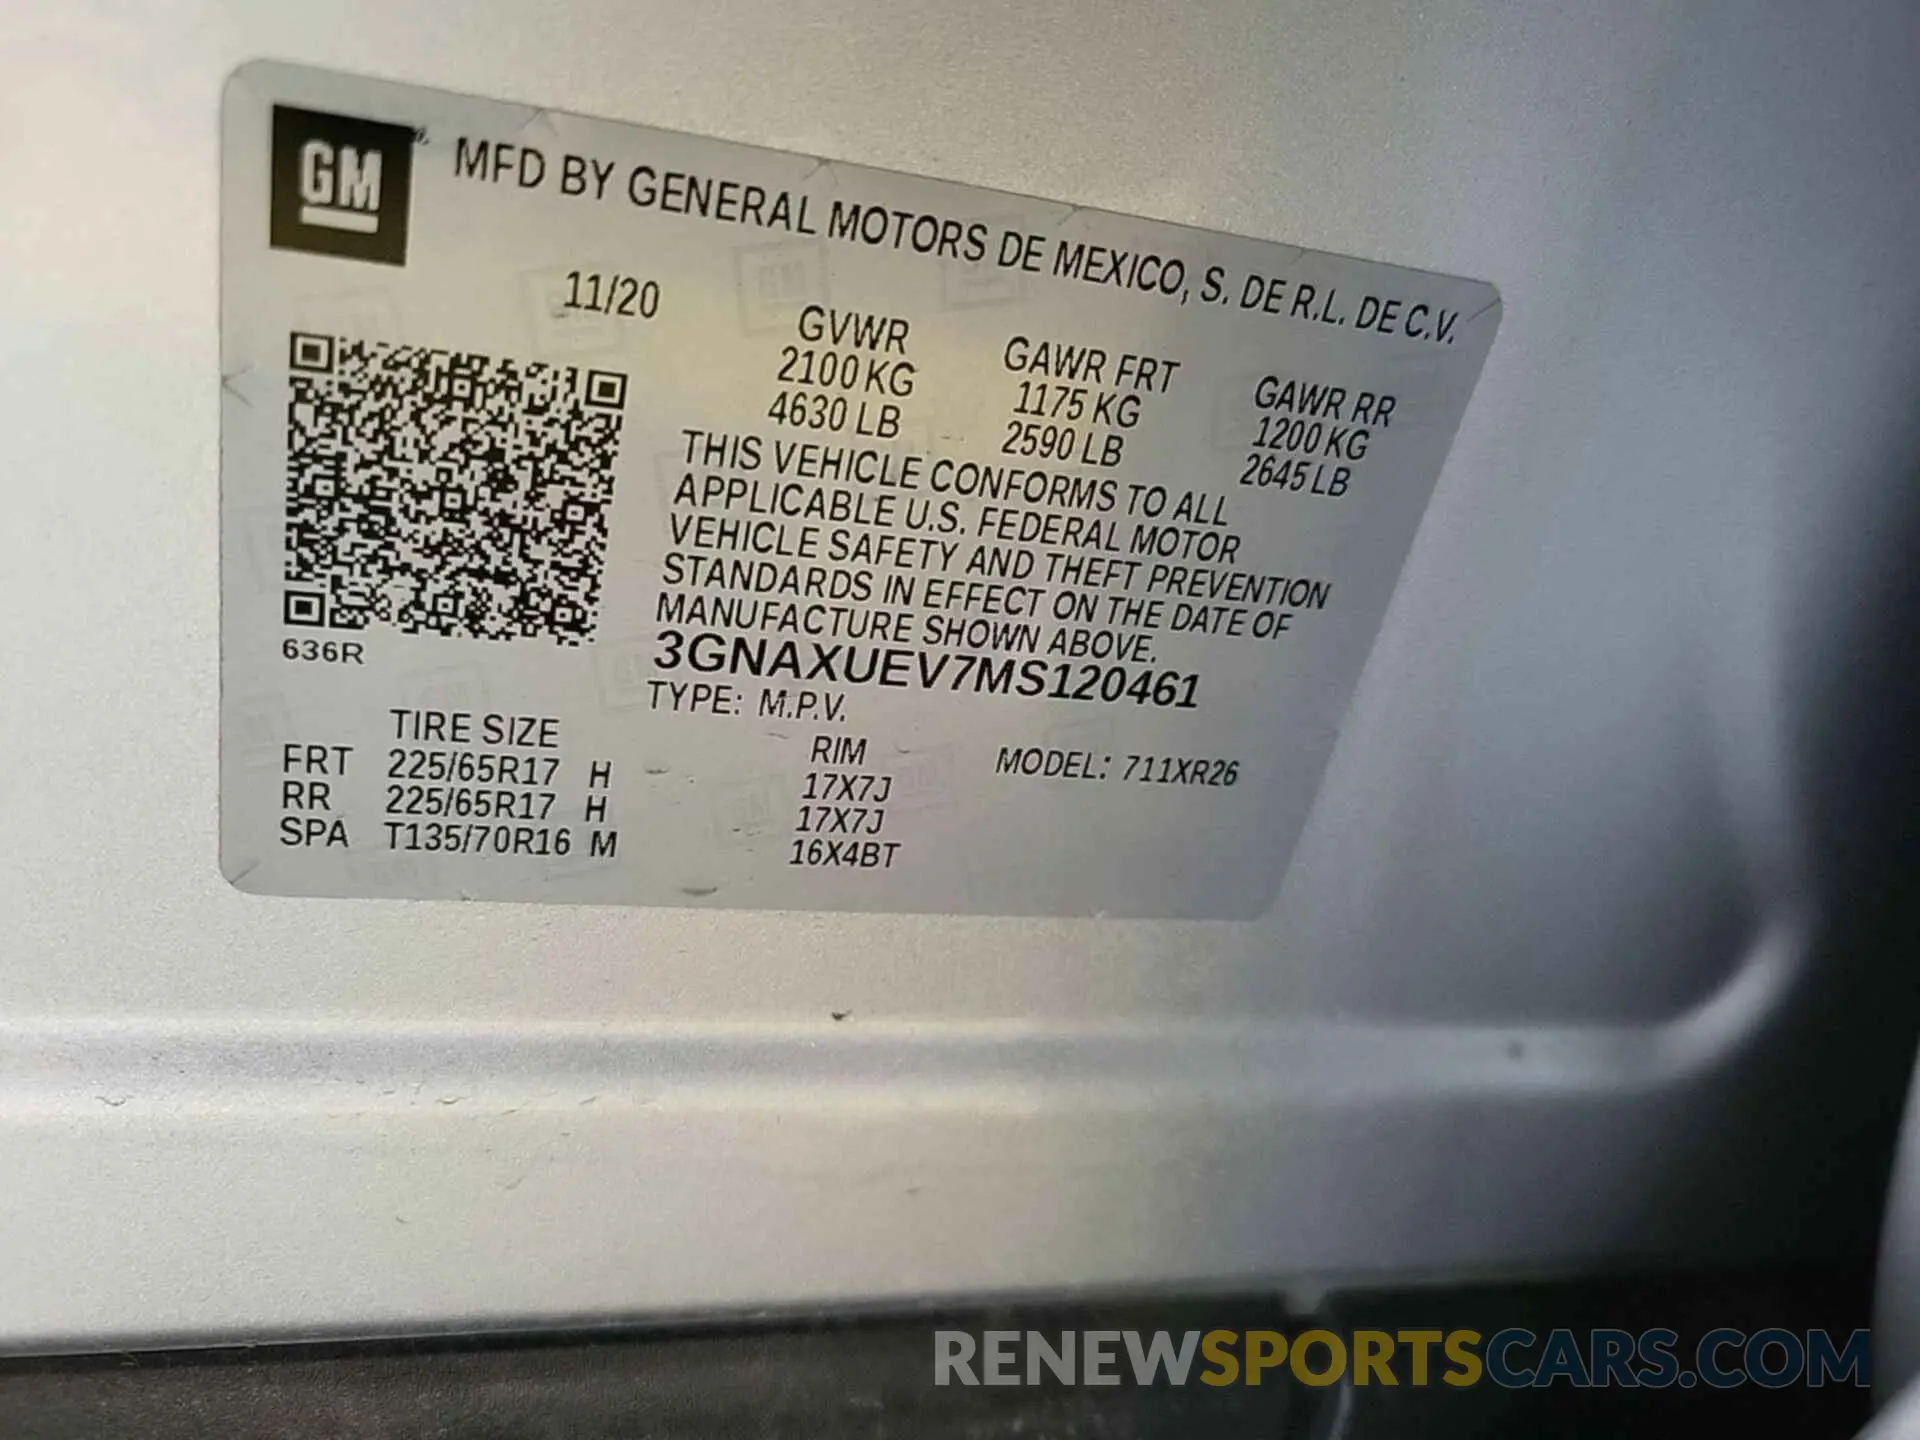 GM
MFD BY GENERAL MOTORS DE MEXICO, S. DE R.L. DE C.V.
11/20
GVWR GAWR FRT GAWR RR
2100 KG 1175 KG 1200 KG
4630 LB 2590 LB 2645 LB
THIS VEHICLE CONFORMS TO ALL
APPLICABLE U.S. FEDERAL MOTOR
VEHICLE SAFETY AND THEFT PREVENTION
STANDARDS IN EFFECT ON THE DATE OF
MANUFACTURE SHOWN ABOVE.
636R
3GNAXUEV7MS120461
TYPE: M.P.V.
TIRE SIZE RIM MODEL: 711XR26
FRT 225/65R17 H 17X7J
RR 225/65R17 H 17X7J
SPA T135/70R16 M 16X4BT
RENEWSPORTSCARS.COM